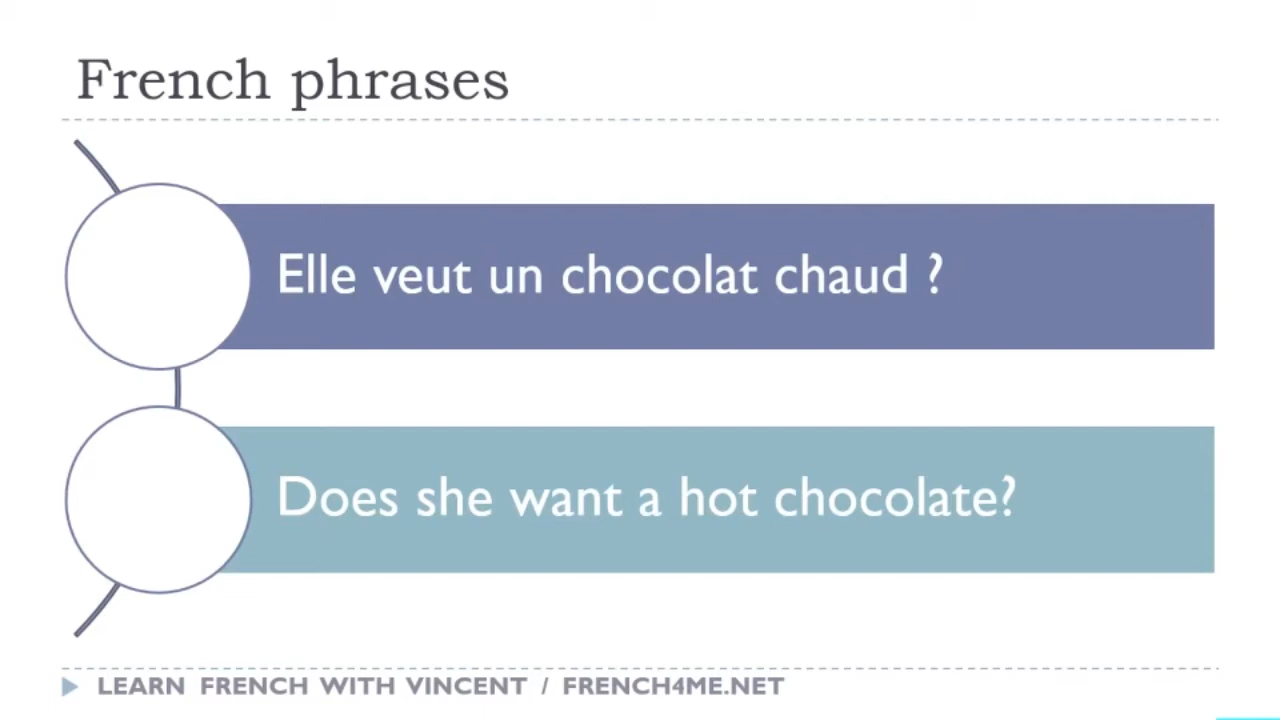 French phrases
Elle veut un chocolat chaud ?
Does she want a hot chocolate?
LEARN FRENCH WITH VINCENT / FRENCH4ME.NET